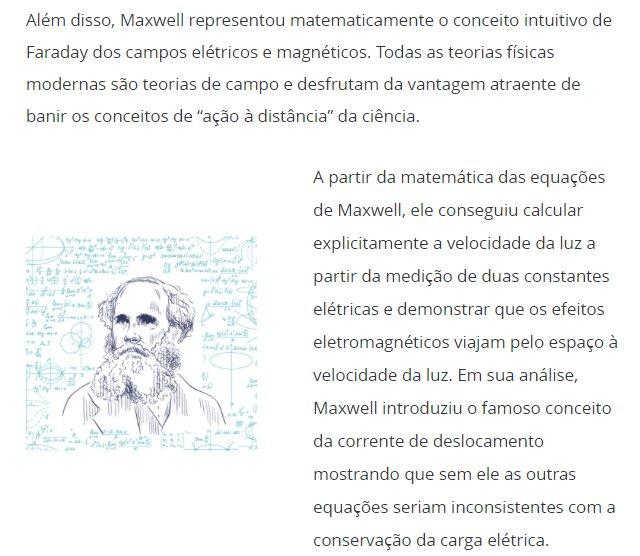 Além disso, Maxwell representou matematicamente o conceito intuitivo de
Faraday dos campos elétricos e magnéticos. Todas as teorias físicas
modernas são teorias de campo e desfrutam da vantagem atraente de
banir os conceitos de “ação à distância” da ciência.
A partir da matemática das equações
de Maxwell, ele conseguiu calcular
explicitamente a velocidade da luz a
partir da medição de duas constantes
elétricas e demonstrar que os efeitos
eletromagnéticos viajam pelo espaço à
velocidade da luz. Em sua análise,
Maxwell introduziu o famoso conceito
da corrente de deslocamento
mostrando que sem ele as outras
equações seriam inconsistentes com a
conservação da carga elétrica.